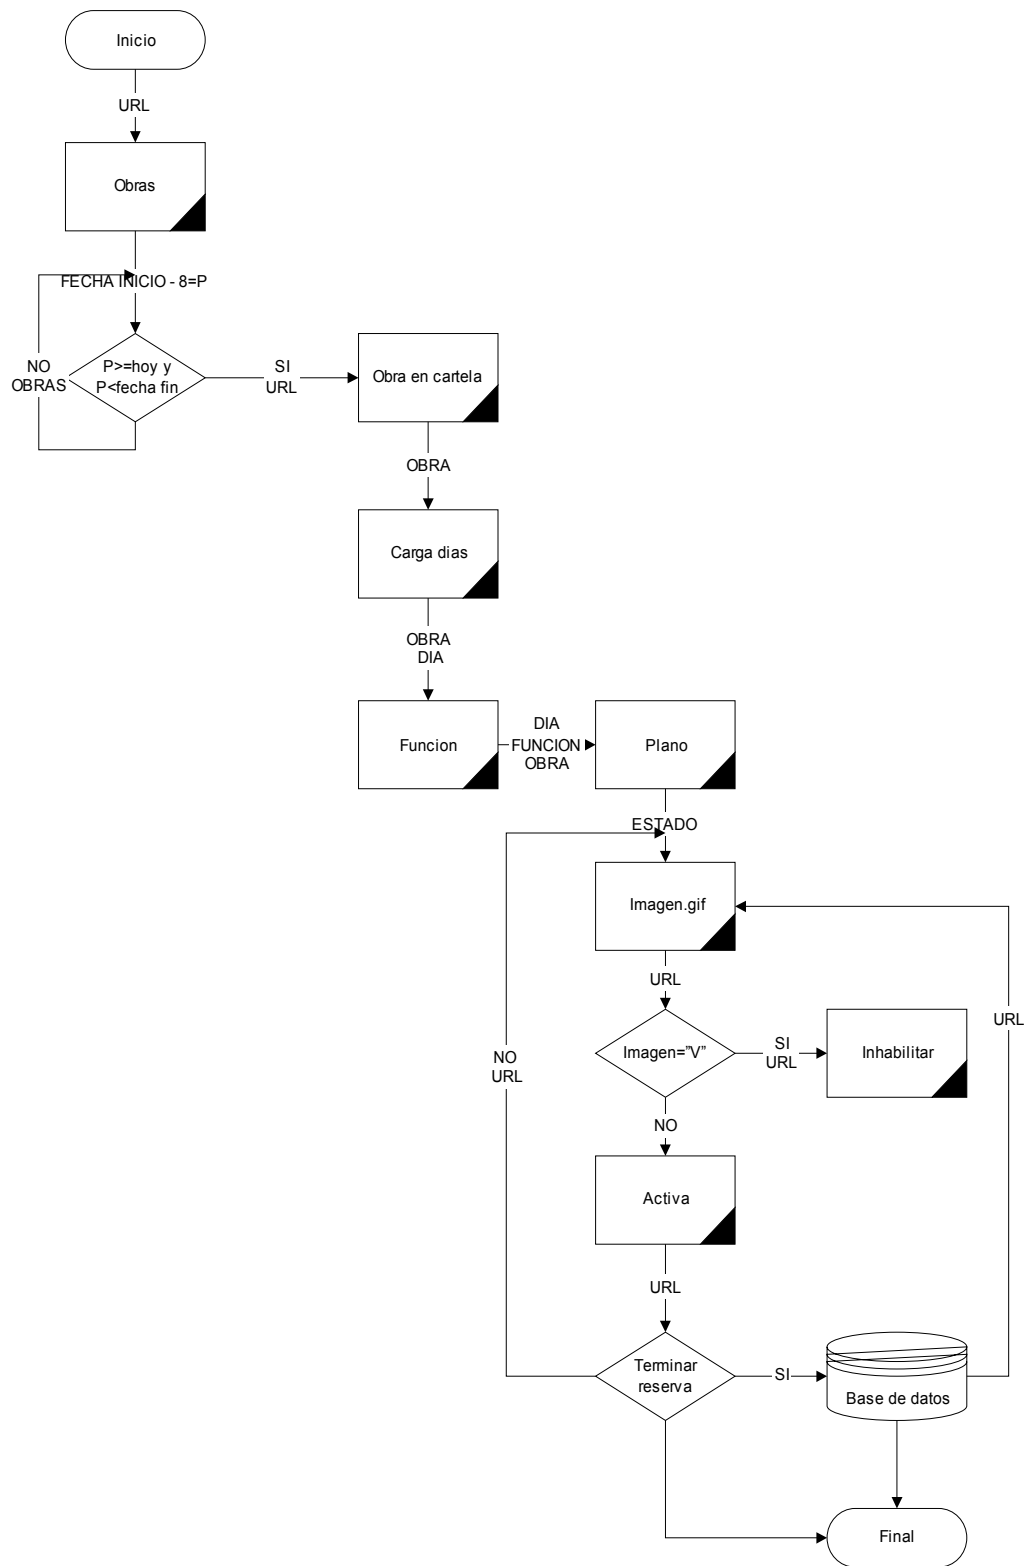 Inicio
URL
Obras
FECHA INICIO - 8=P
P>=hoy y
P<fecha fin
NO
OBRAS
SI
URL
Obra en cartela
OBRA
Carga dias
OBRA
DIA
Funcion
DIA
FUNCION
OBRA
Plano
ESTADO
Imagen.gif
URL
Imagen="V"
SI
URL
Inhabilitar
URL
NO
URL
NO
Activa
URL
Terminar
reserva
SI
Base de datos
Final